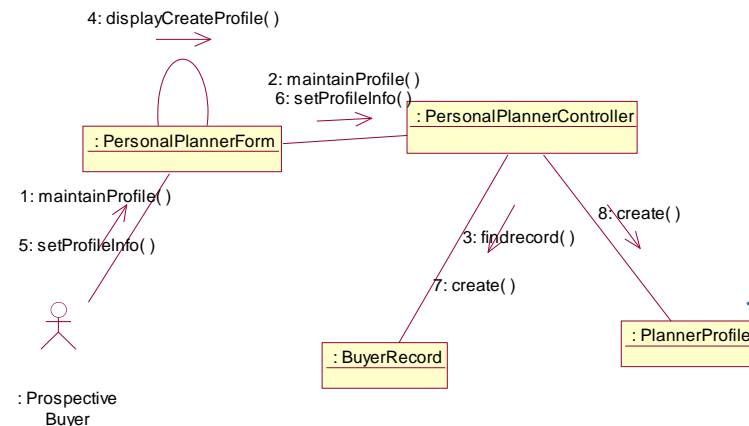 4: displayCreateProfile( )
2: maintainProfile( )
6: setProfileInfo( )
: PersonalPlannerForm
: PersonalPlannerController
1: maintainProfile( )
5: setProfileInfo( )
3: findrecord( )
8: create( )
7: create( )
: BuyerRecord
: PlannerProfile
: Prospective
Buyer